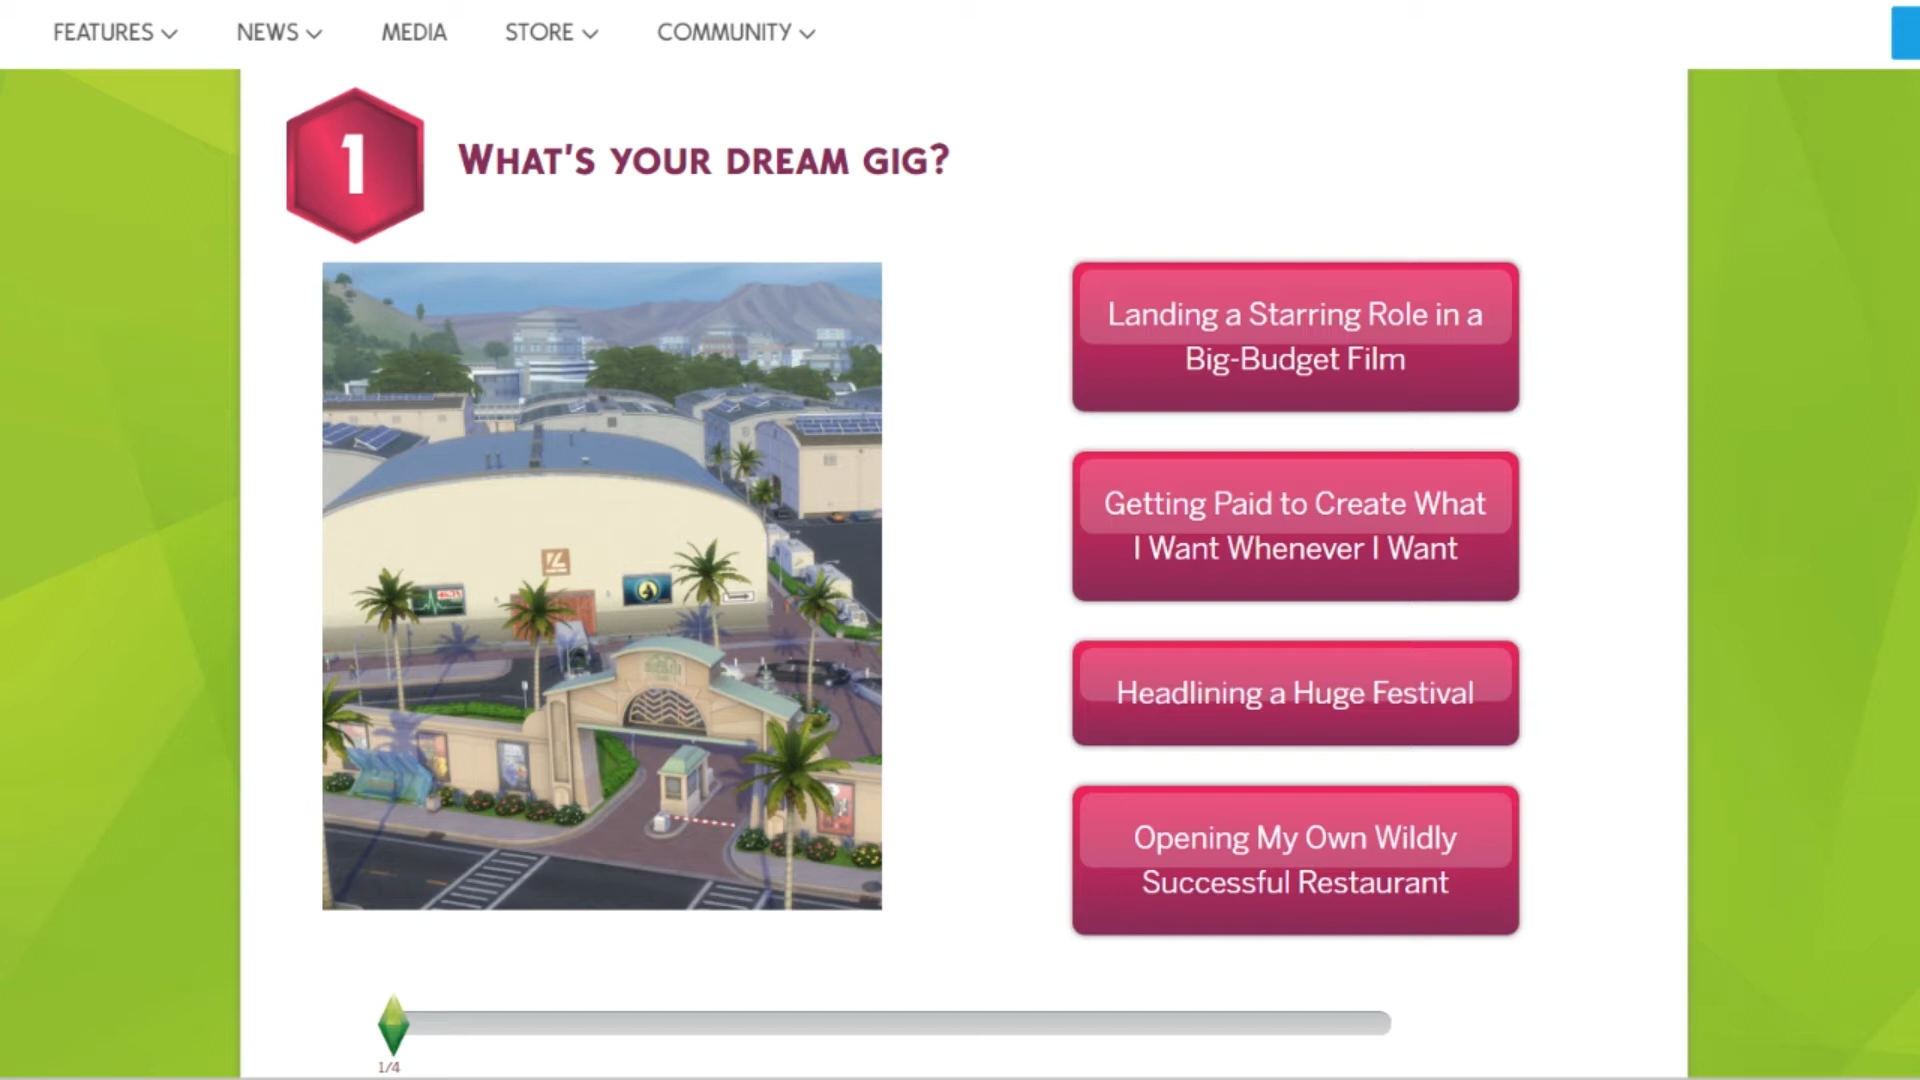 FEATURES NEWS MEDIA STORE COMMUNITY
1
WHAT'S YOUR DREAM GIG?
Landing a Starring Role in a
Big-Budget Film
Getting Paid to Create What
I Want Whenever I Want
Headlining a Huge Festival
Opening My Own Wildly
Successful Restaurant
1/4